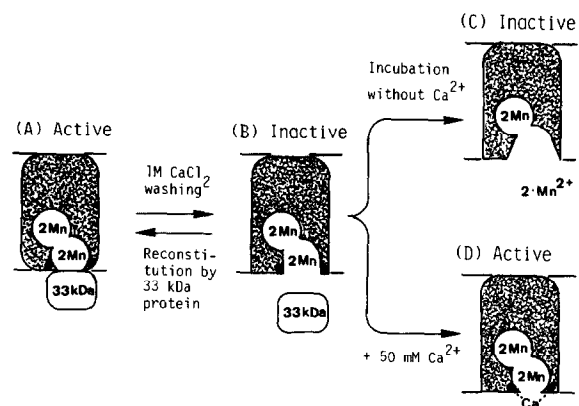 (A) Active
2Mn
2Mn
33kDa
1M CaCl2
washing
Reconsti-
tution by
33 kDa
protein
(B) Inactive
2Mn
2Mn
33kDa
Incubation
without Ca2+
(C) Inactive
2Mn
2·Mn2+
+ 50 mM Ca2+
(D) Active
2Mn
2Mn
Ca